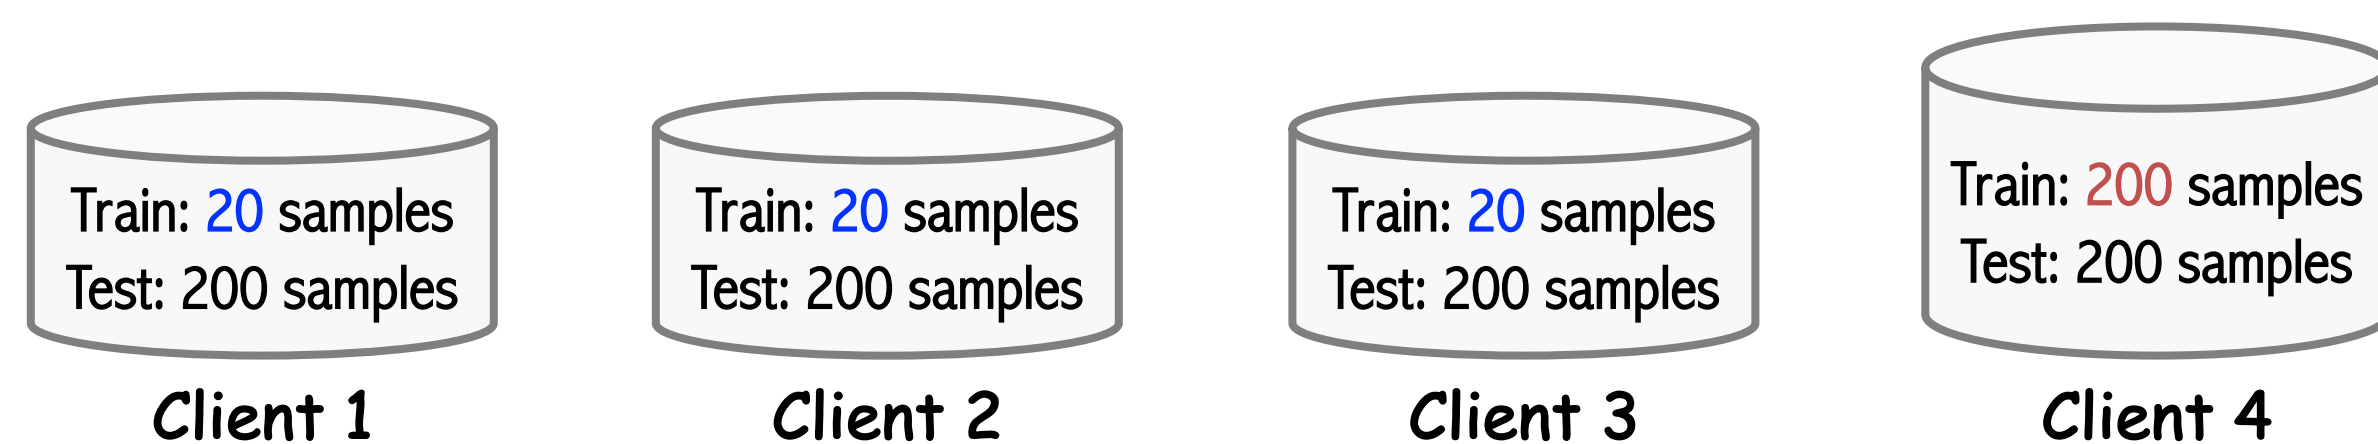 Train: 20 samples
Test: 200 samples
Client 1
Train: 20 samples
Test: 200 samples
Client 2
Train: 20 samples
Test: 200 samples
Client 3
Train: 200 samples
Test: 200 samples
Client 4